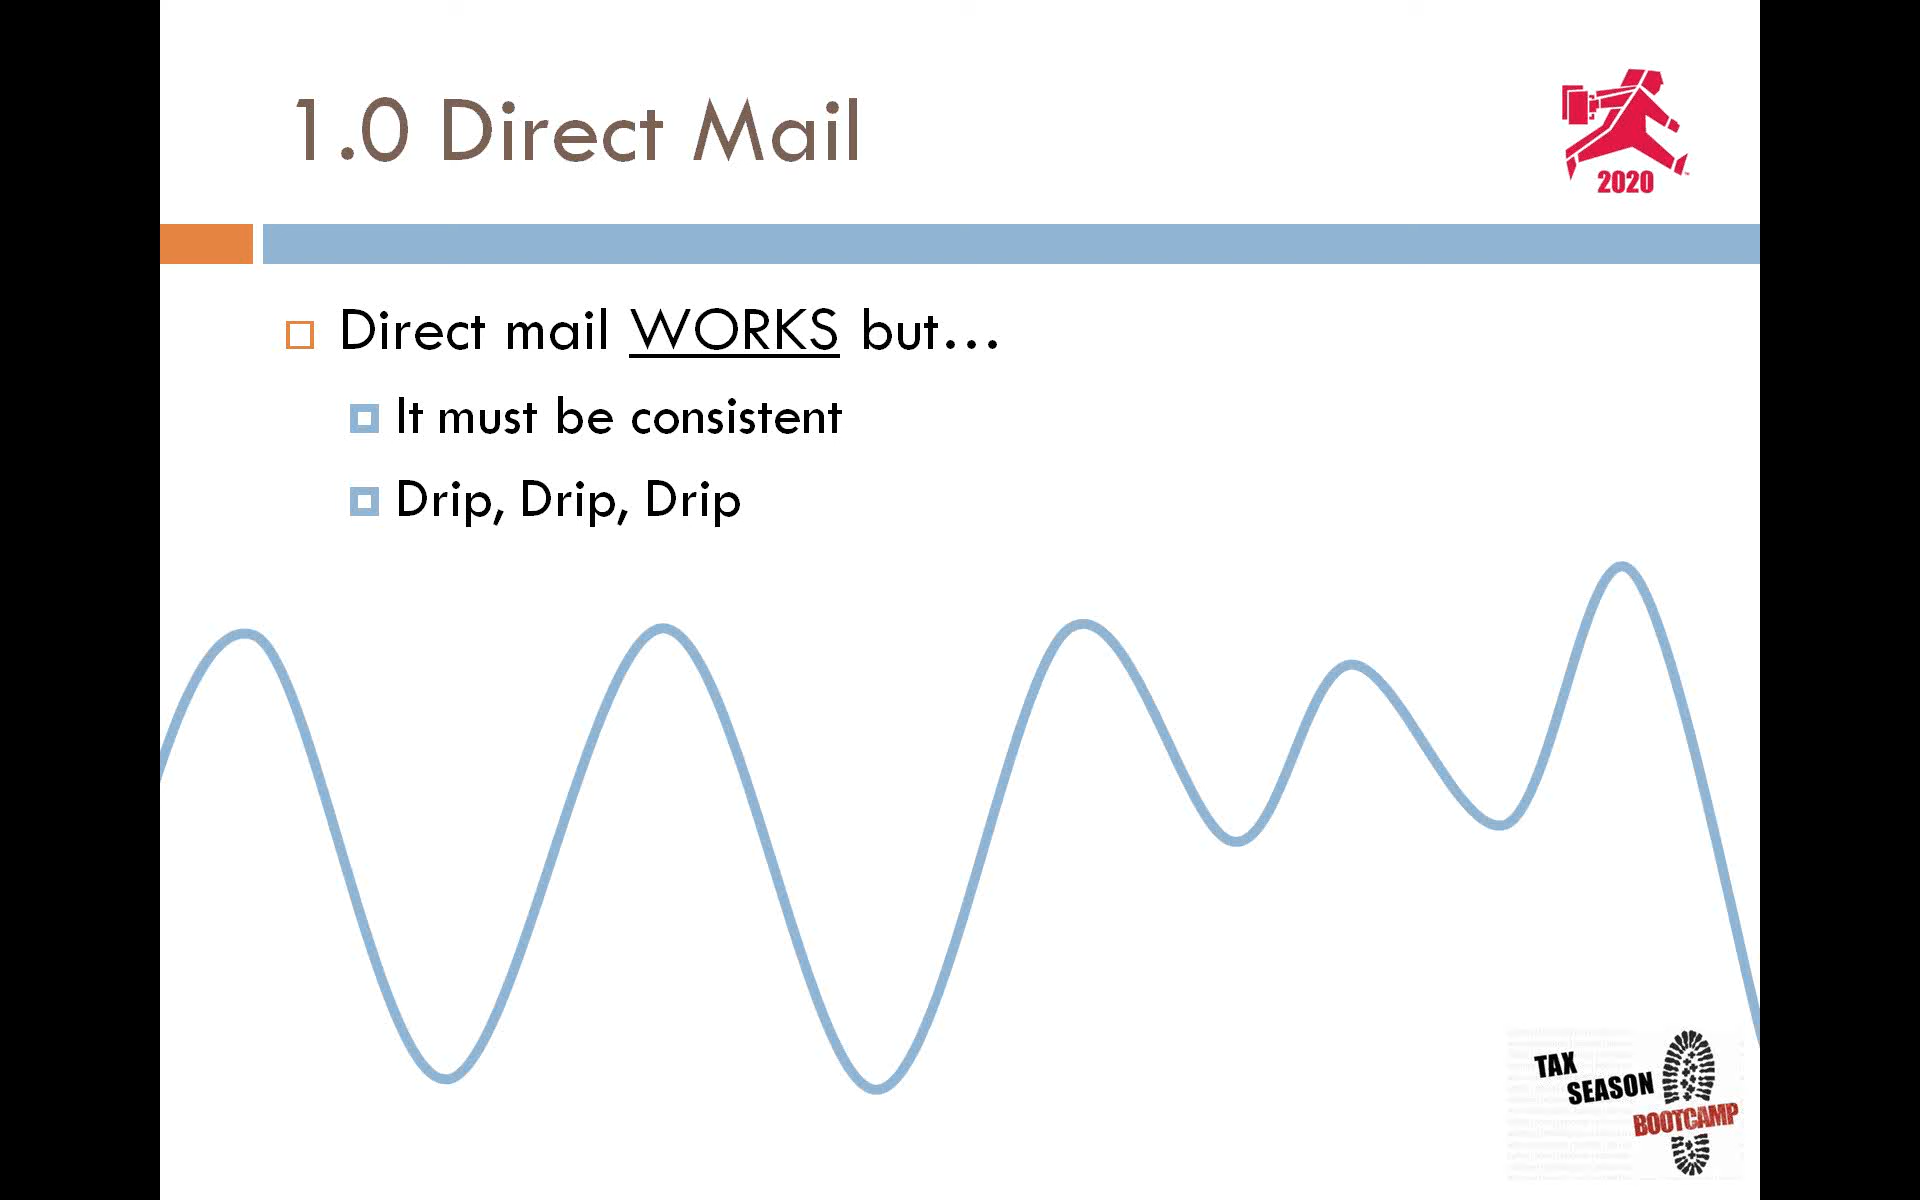 1.0 Direct Mail
2020
Direct mail WORKS but...
It must be consistent
Drip, Drip, Drip
TAX
SEASON
BOOTCAMP